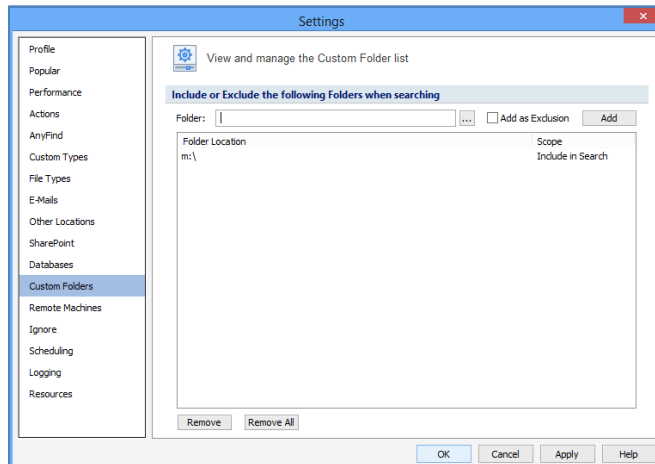 Settings
x
Profile
Popular
Performance
Actions
AnyFind
Custom Types
File Types
E-Mails
Other Locations
SharePoint
Databases
Custom Folders
Remote Machines
Ignore
Scheduling
Logging
Resources
View and manage the Custom Folder list
Include or Exclude the following Folders when searching
Folder: ... Add as Exclusion Add
Folder Location Scope
m:\ Include in Search
Remove Remove All
OK Cancel Apply Help